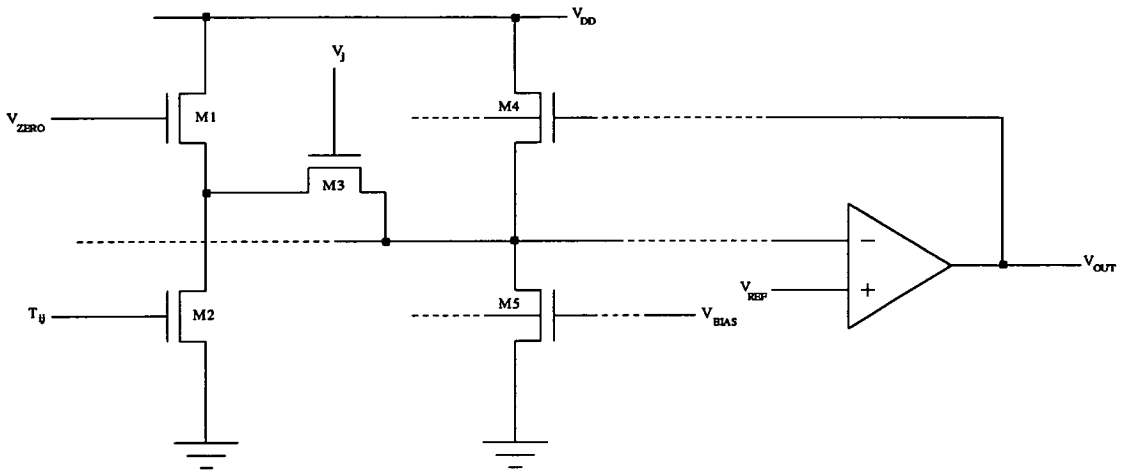 V_DD
V_j
M4
V_ZERO
M1
M3
V_REF
M5
V_OUT
T_ij
M2
V_BIAS